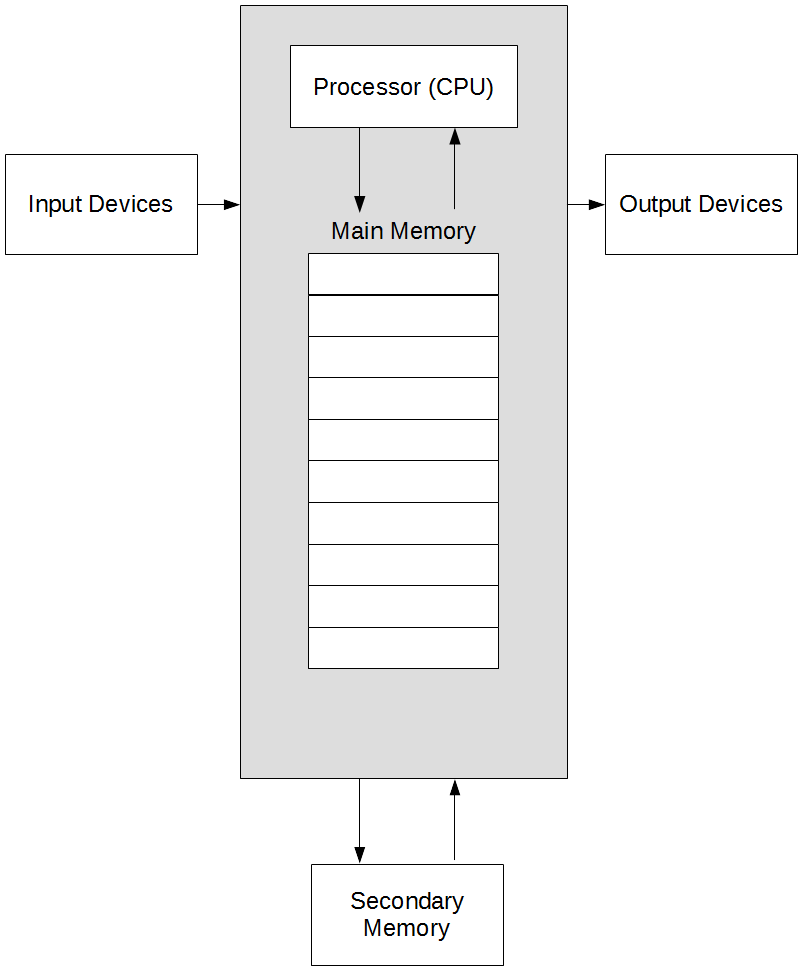 Processor (CPU)
Input Devices
Output Devices
Main Memory
Secondary
Memory